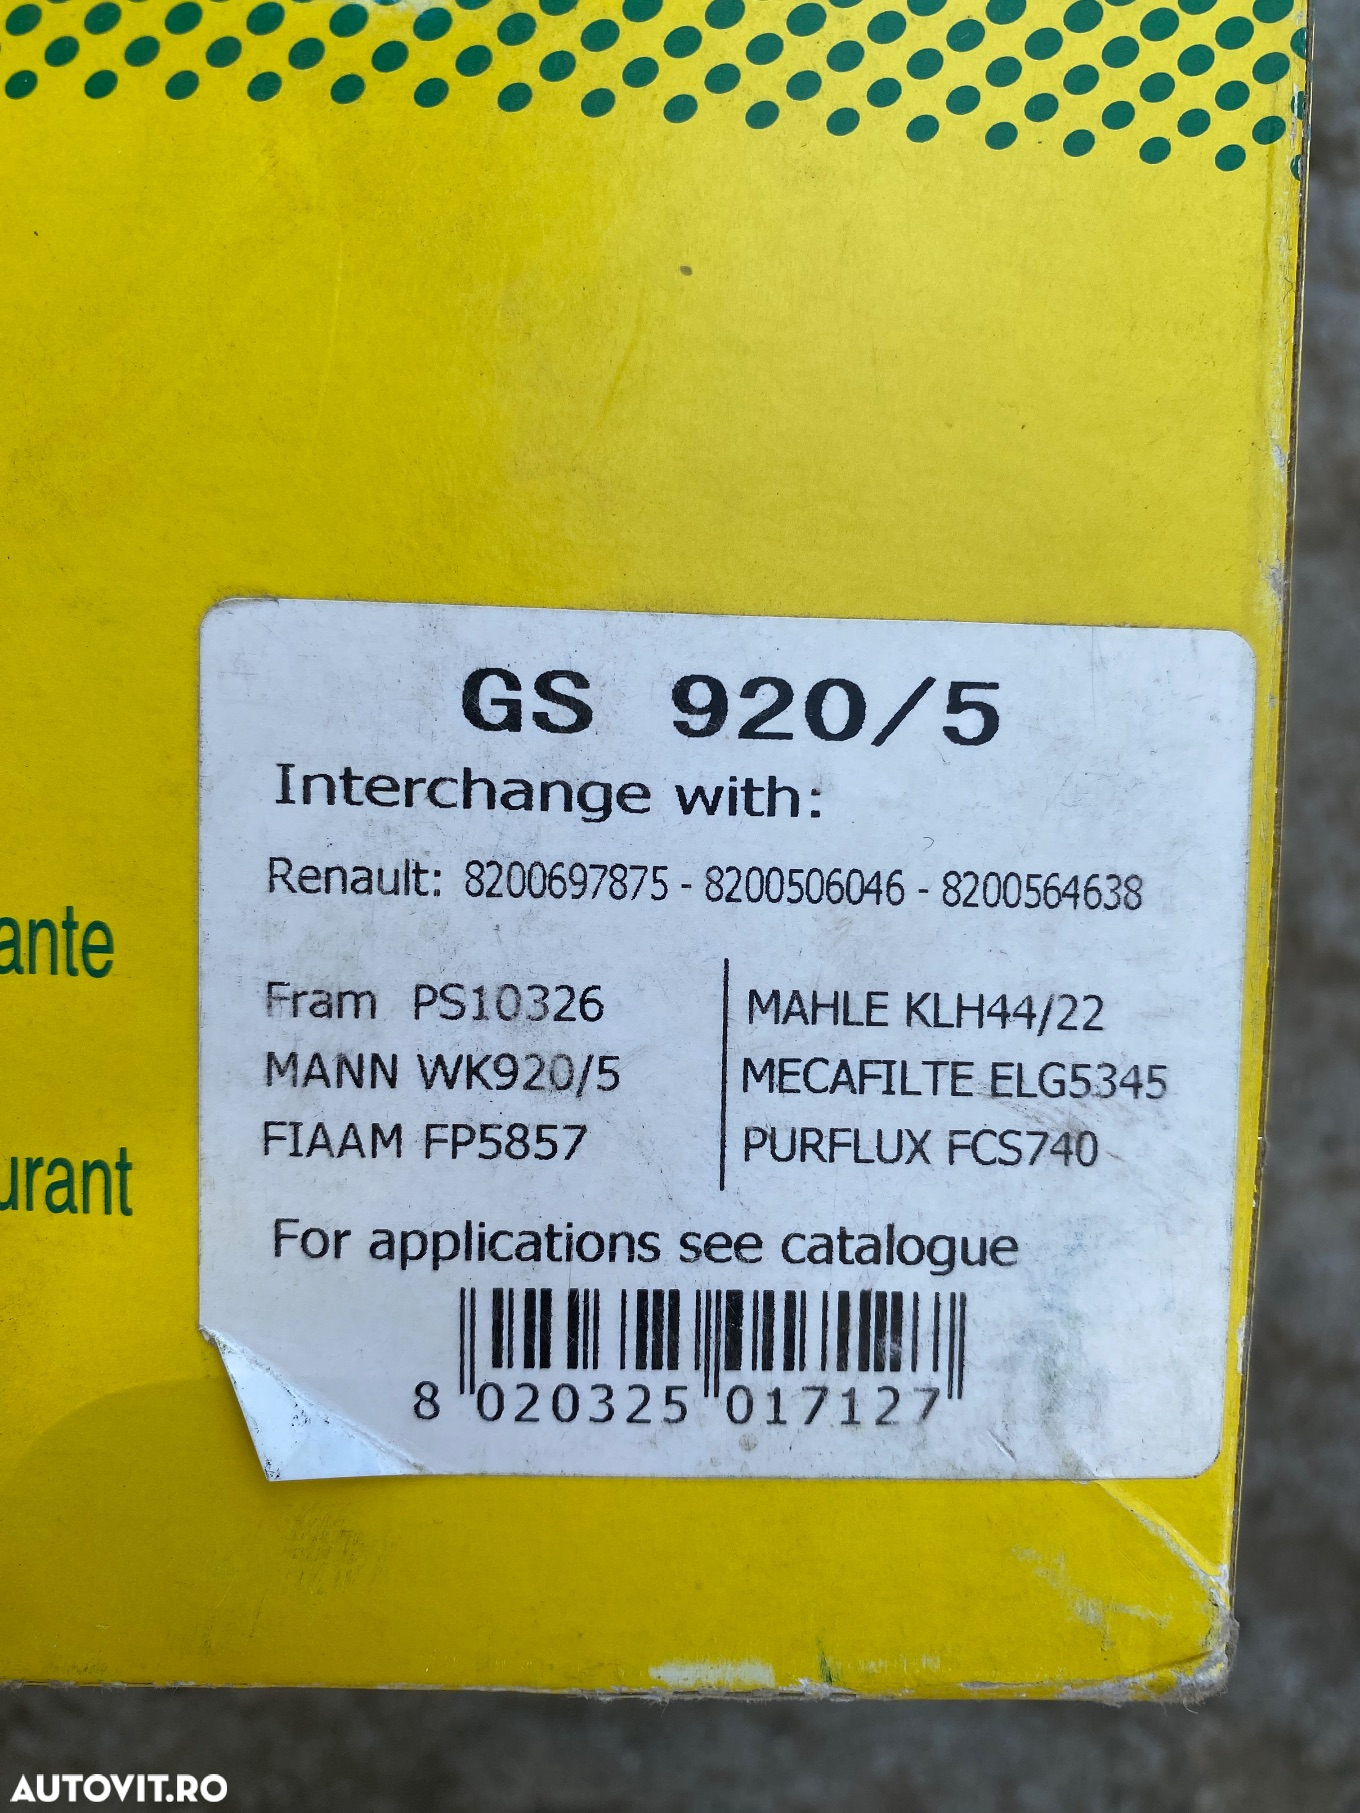 GS 920/5
Interchange with:
Renault: 8200697875 - 8200506046 - 8200564638
Fram PS10326
MANN WK920/5
FIAAM FP5857
MAHLE KLH44/22
MECAFILTE ELG5345
PURFLUX FCS740
For applications see catalogue
8 020325 017127
ante
urant
AUTOVIT.RO